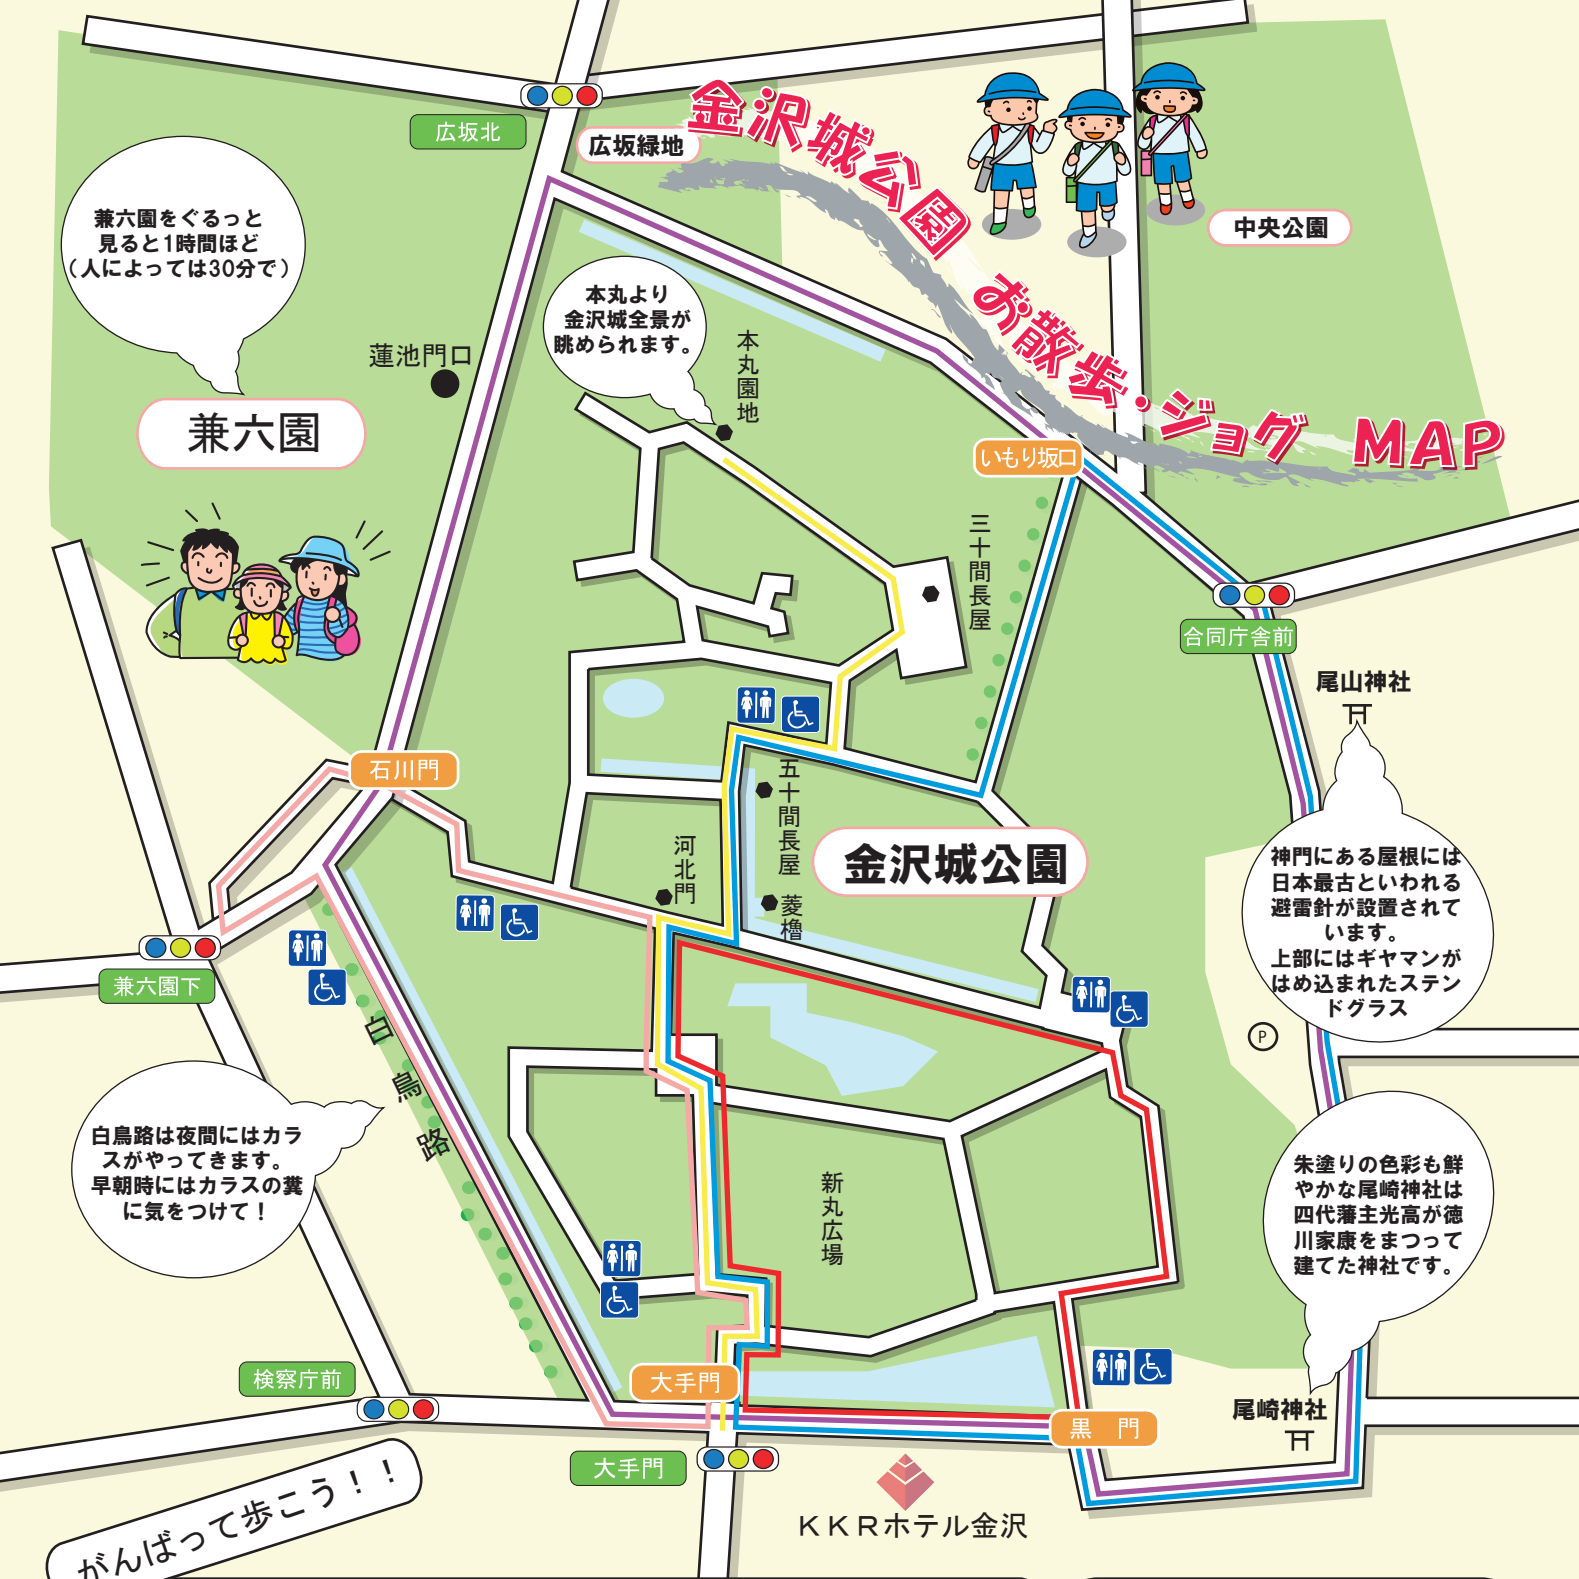 金沢城公園 お散歩・ジョグ MAP
広坂北
広坂緑地
中央公園
兼六園をぐるっと
見ると1時間ほど
(人によっては30分で)
本丸より
金沢城全景が
眺められます。
本丸園地
蓮池門口
兼六園
いもり坂口
三十間長屋
合同庁舎前
尾山神社
石川門
五十間長屋
河北門
菱櫓
金沢城公園
神門にある屋根には
日本最古といわれる
避雷針が設置されて
います。
上部にはギヤマンが
はめ込まれたステン
ドグラス
兼六園下
白鳥路
P
白鳥路は夜間にはカラ
スがやってきます。
早朝時にはカラスの糞
に気をつけて!
新丸広場
朱塗りの色彩も鮮
やかな尾崎神社は
四代藩主光高が徳
川家康をまつって
建てた神社です。
検察庁前
大手門
尾崎神社
黒 門
大手門
KKRホテル金沢
がんばって歩こう!!